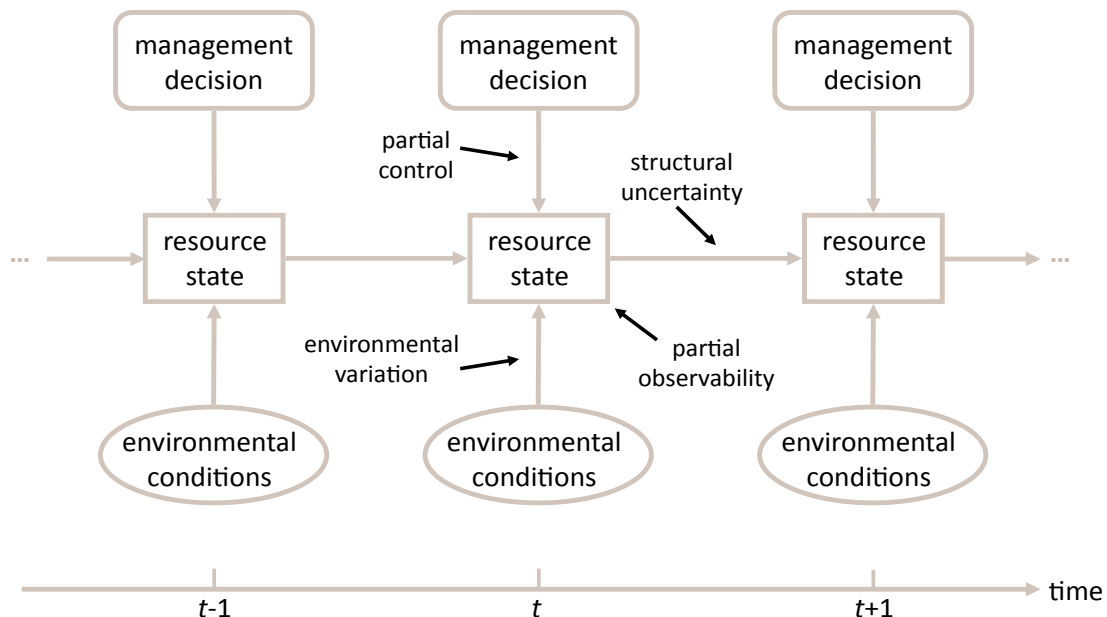 management
decision
management
decision
management
decision
partial
control
structural
uncertainty
...
resource
state
resource
state
resource
state
...
environmental
variation
partial
observability
environmental
conditions
environmental
conditions
environmental
conditions
time
t-1
t
t+1